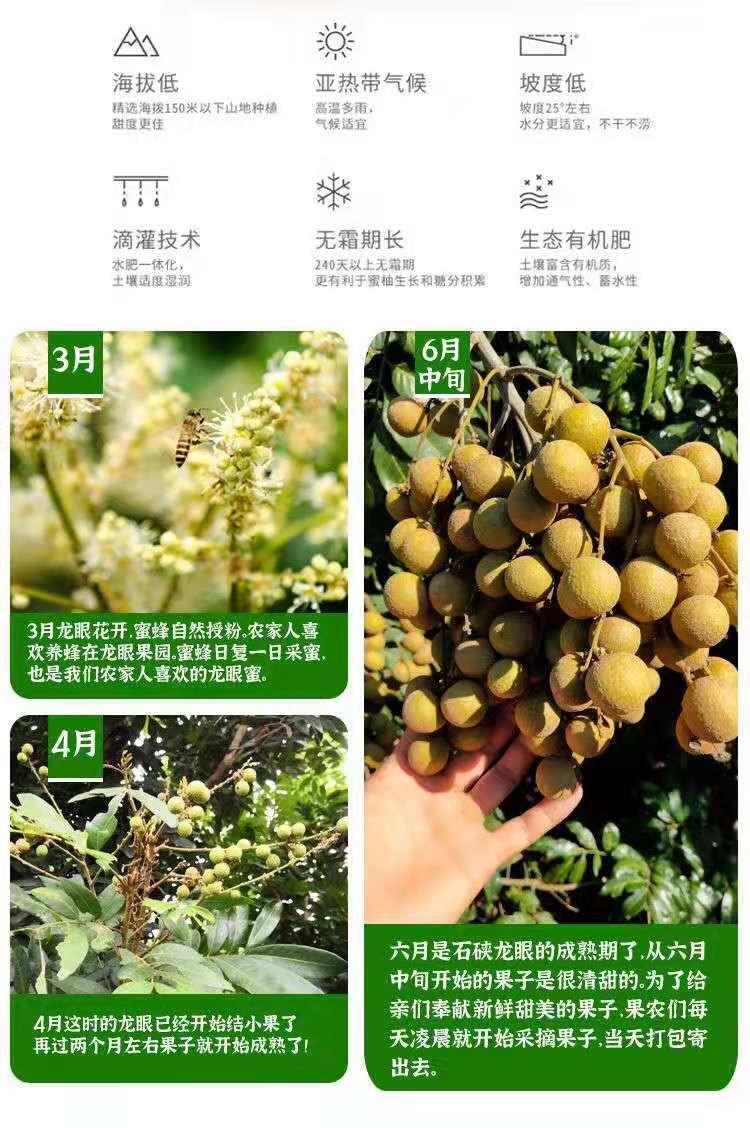 海拔低
精选海拨150米以下山地种植
甜度更佳
亚热带气候
高温多雨，
气候适宜
坡度低
坡度25°左右
水分更适宜，不干不涝
滴灌技术
水肥一体化，
土壤适度湿润
无霜期长
240天以上无霜期
更有利于蜜柚生长和糖分积累
生态有机肥
土壤富含有机质，
增加通气性、蓄水性
3月
3月龙眼花开,蜜蜂自然授粉。农家人喜
欢养蜂在龙眼果园。蜜蜂日复一日采蜜,
也是我们农家人喜欢的龙眼蜜。
4月
4月这时的龙眼已经开始结小果了
再过两个月左右果子就开始成熟了!
6月
中旬
六月是石硖龙眼的成熟期了,从六月
中旬开始的果子是很清甜的。为了给
亲们奉献新鲜甜美的果子,果农们每
天凌晨就开始采摘果子,当天打包寄
出去。